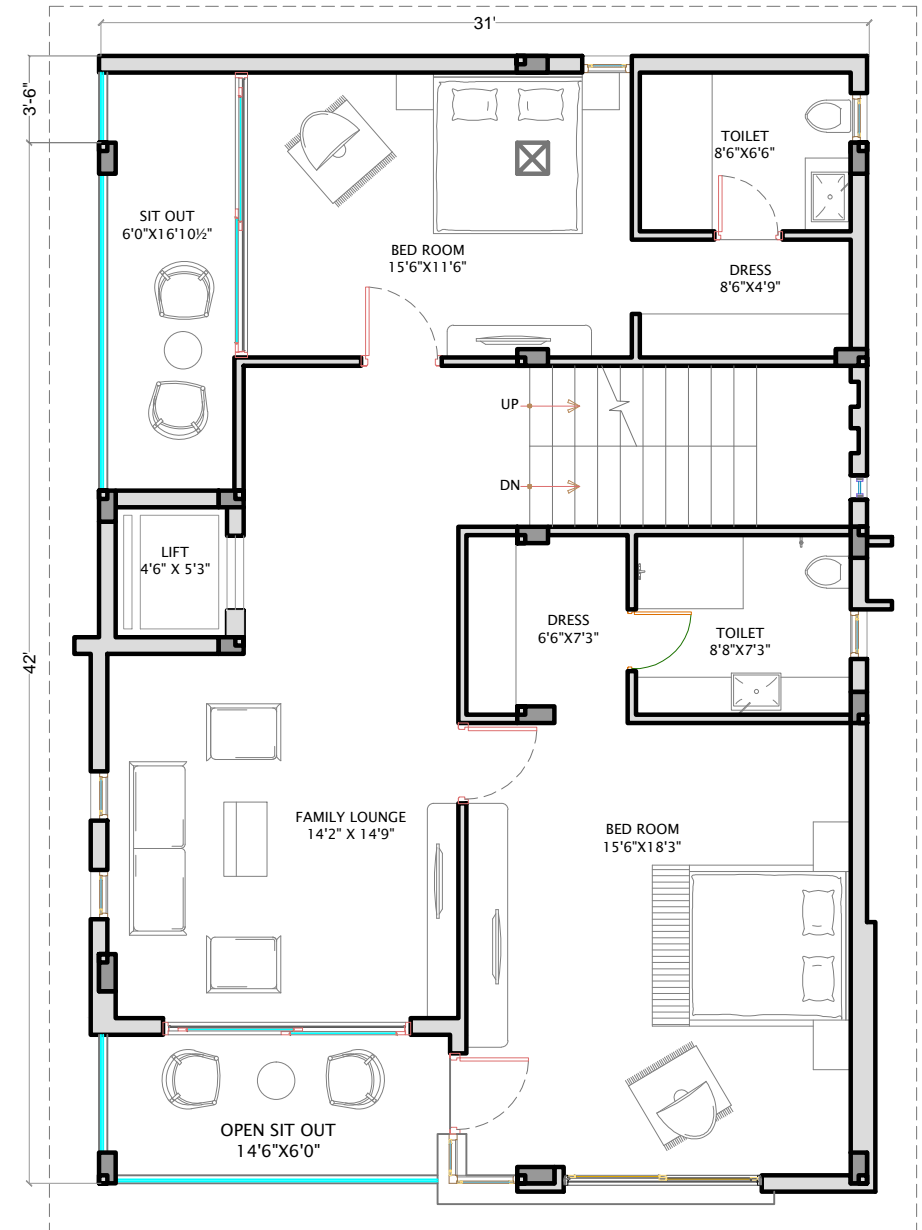 31'
3'-6"
TOILET
8'6"X6'6"
SIT OUT
6'0"X16'10½"
BED ROOM
15'6"X11'6"
DRESS
8'6"X4'9"
UP
DN
LIFT
4'6" X 5'3"
DRESS
6'6"X7'3"
TOILET
8'8"X7'3"
42'
FAMILY LOUNGE
14'2" X 14'9"
BED ROOM
15'6"X18'3"
OPEN SIT OUT
14'6"X6'0"